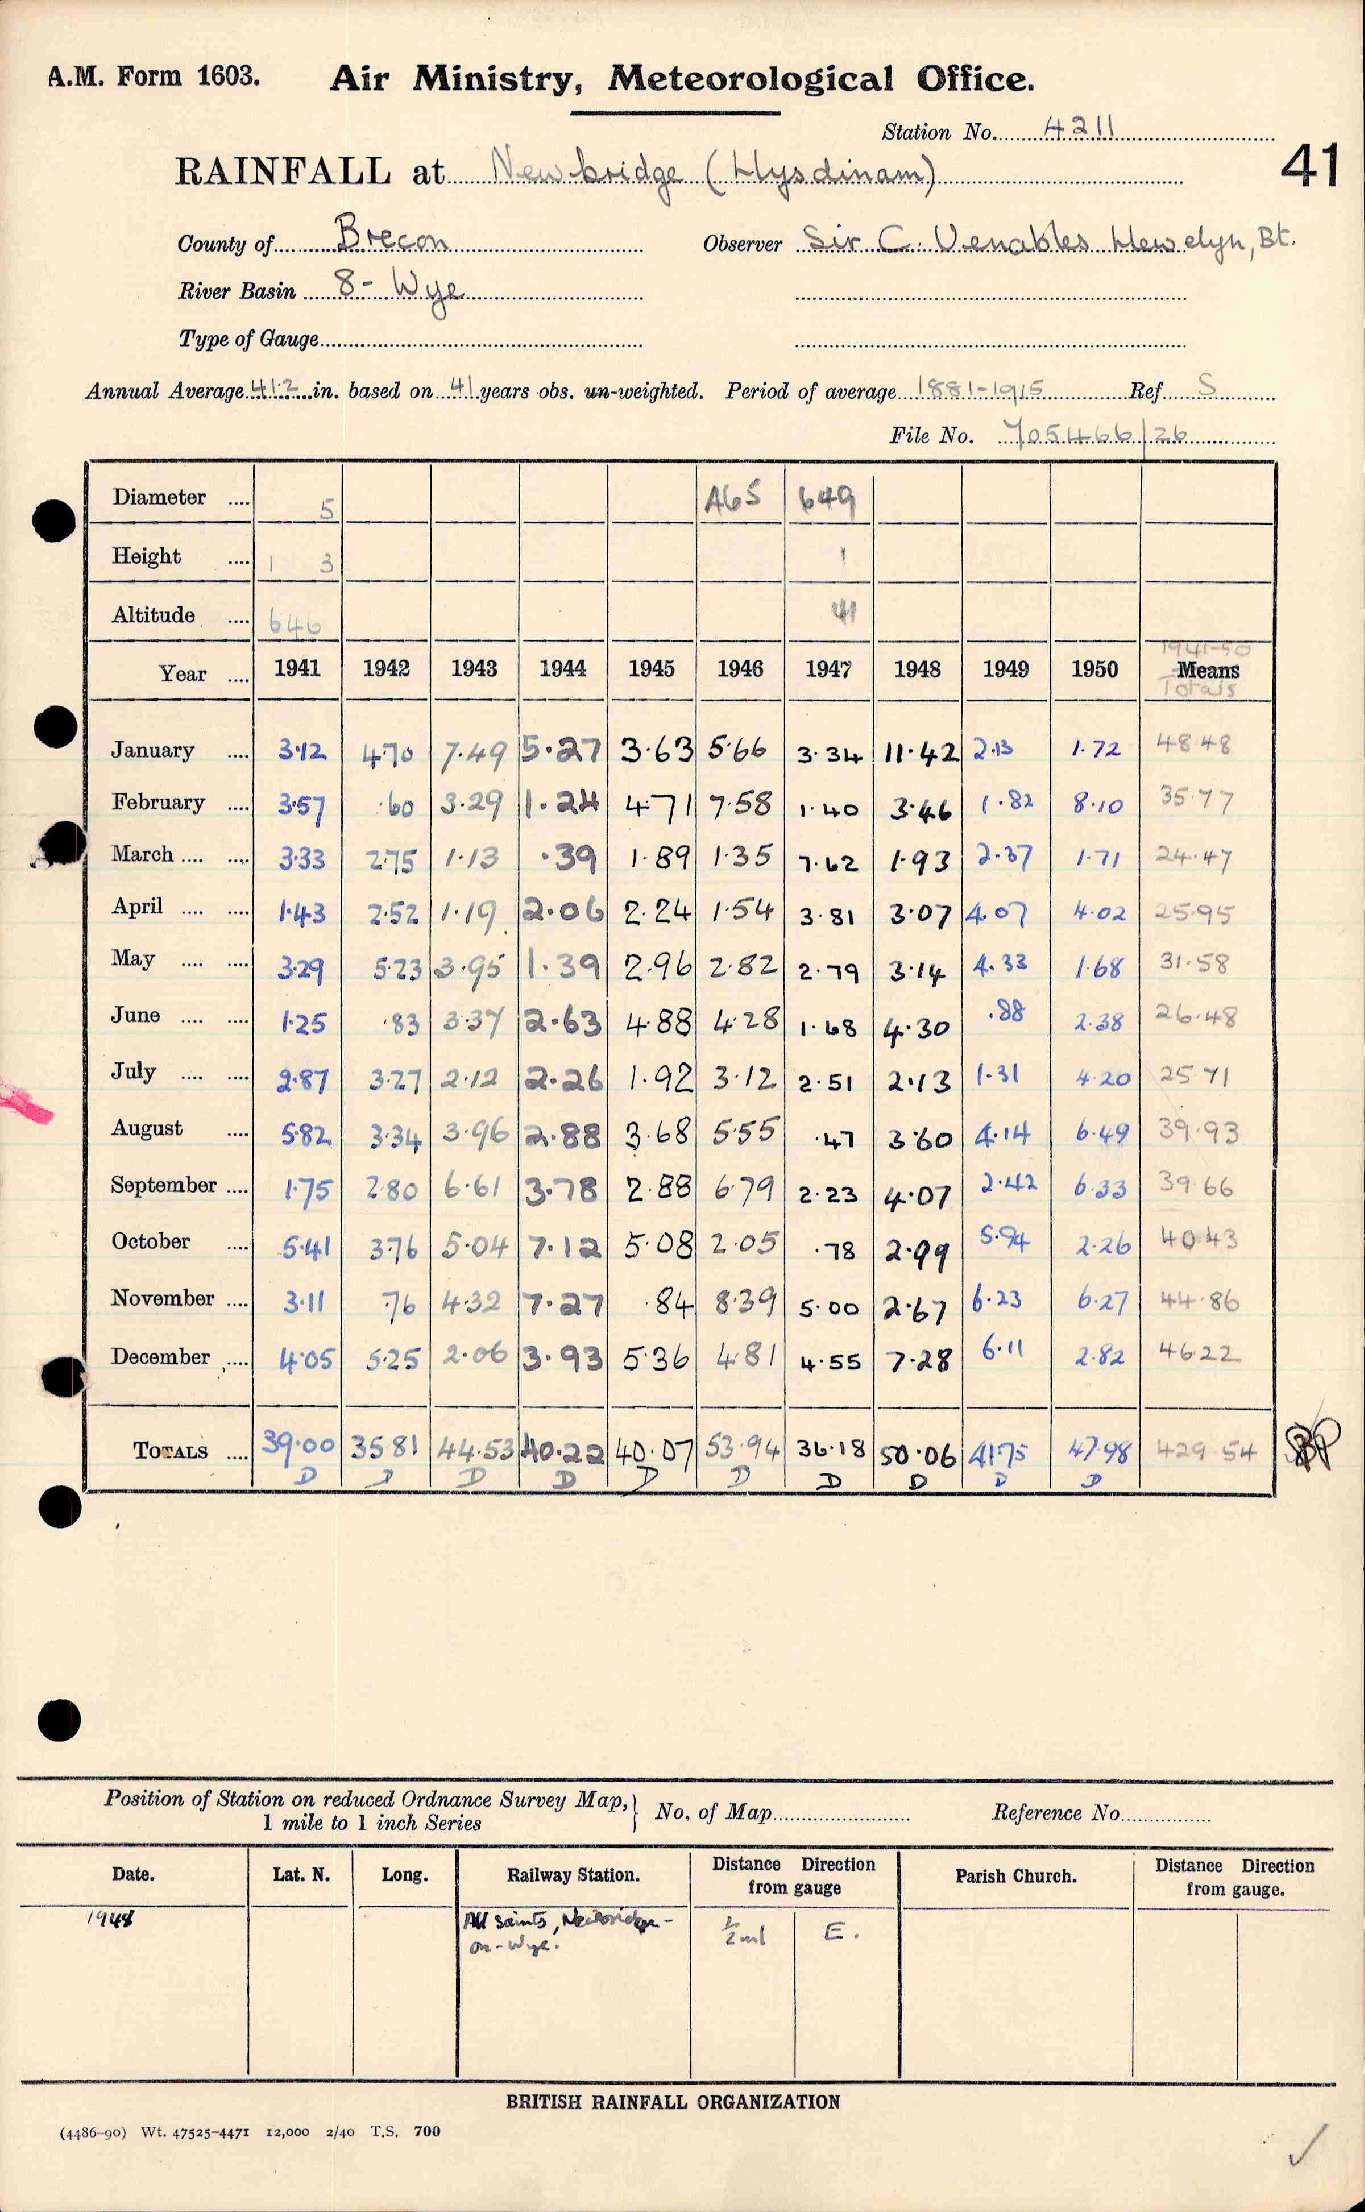 A.M. Form 1603. Air Ministry, Meteorological Office.
Station No. 4211
41
RAINFALL at Newbridge (Llysdinam)
County of Brecon Observer Sir C. Venables Llewelyn, Bt.
River Basin 8- Wye
Type of Gauge
Annual Average 41.2 in. based on 41 years obs. un-weighted. Period of average 1881-1915 Ref S
File No. 705466/26
Diameter .... 5 A65 649
Height .... 1 3 1
Altitude .... 646 41
1941-50
Year .... 1941 1942 1943 1944 1945 1946 1947 1948 1949 1950 Means
Totals
January .... 3.12 4.70 7.49 5.27 3.63 5.66 3.34 11.42 2.13 1.72 48.48
February .... 3.57 .60 3.29 1.24 4.71 7.58 1.40 3.46 1.82 8.10 35.77
March .... .... 3.33 2.75 1.13 .39 1.89 1.35 7.62 1.93 2.37 1.71 24.47
April .... .... 1.43 2.52 1.19 2.06 2.24 1.54 3.81 3.07 4.07 4.02 25.95
May .... .... 3.29 5.23 3.95 1.39 2.96 2.82 2.79 3.14 4.33 1.68 31.58
June .... .... 1.25 .83 3.37 2.63 4.88 4.28 1.68 4.30 .88 2.38 26.48
July .... .... 2.87 3.27 2.12 2.26 1.92 3.12 2.51 2.13 1.31 4.20 25.71
August .... 5.82 3.34 3.96 2.88 3.68 5.55 .47 3.60 4.14 6.49 39.93
September .... 1.75 2.80 6.61 3.78 2.88 6.79 2.23 4.07 2.42 6.33 39.66
October .... 5.41 3.76 5.04 7.12 5.08 2.05 .78 2.99 5.94 2.26 40.43
November .... 3.11 .76 4.32 7.27 .84 8.39 5.00 2.67 6.23 6.27 44.86
December .... 4.05 5.25 2.06 3.93 5.36 4.81 4.55 7.28 6.11 2.82 46.22
TOTALS .... 39.00 35.81 44.53 40.22 40.07 53.94 36.18 50.06 41.75 47.98 429.54
D D D D D D D D D D
Position of Station on reduced Ordnance Survey Map, No. of Map Reference No.
1 mile to 1 inch Series
Date. Lat. N. Long. Railway Station. Distance Direction from gauge Parish Church. Distance Direction from gauge.
1948 All Saints, Newbridge- 1/2 ml E.
on-Wye.
BRITISH RAINFALL ORGANIZATION
(4486-90) Wt. 47525-4471 12,000 2/40 T.S. 700